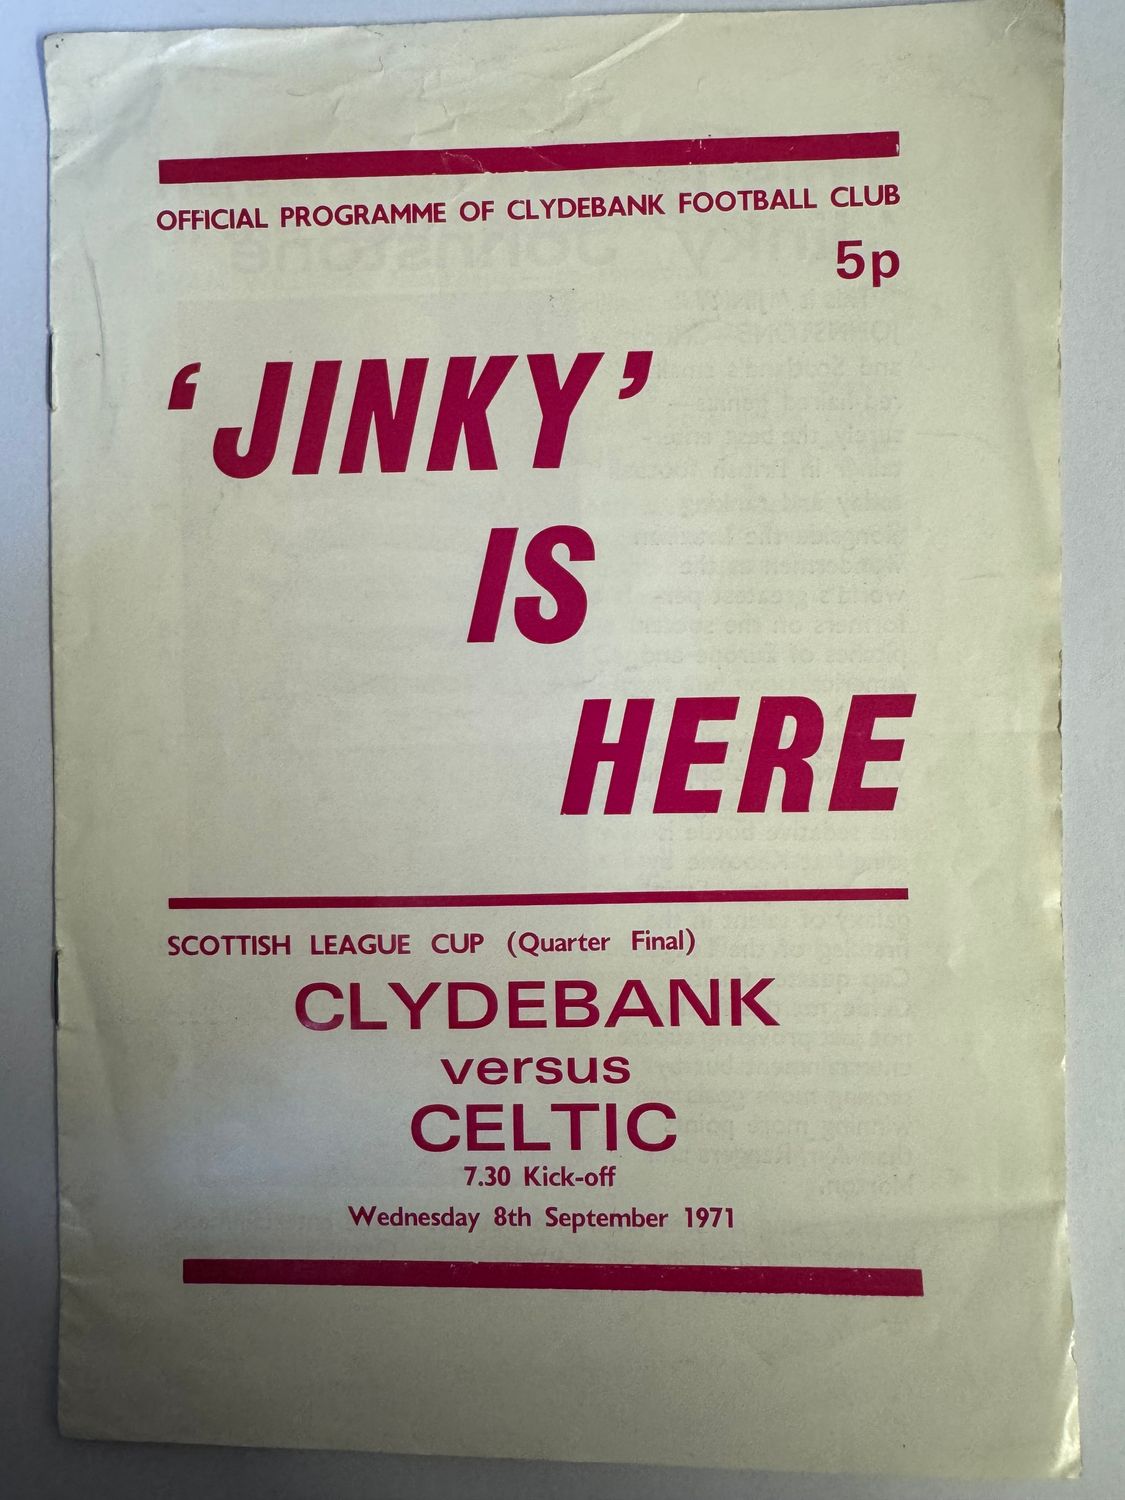 OFFICIAL PROGRAMME OF CLYDEBANK FOOTBALL CLUB
5p
‘JINKY’
IS
HERE
SCOTTISH LEAGUE CUP (Quarter Final)
CLYDEBANK
versus
CELTIC
7.30 Kick-off
Wednesday 8th September 1971